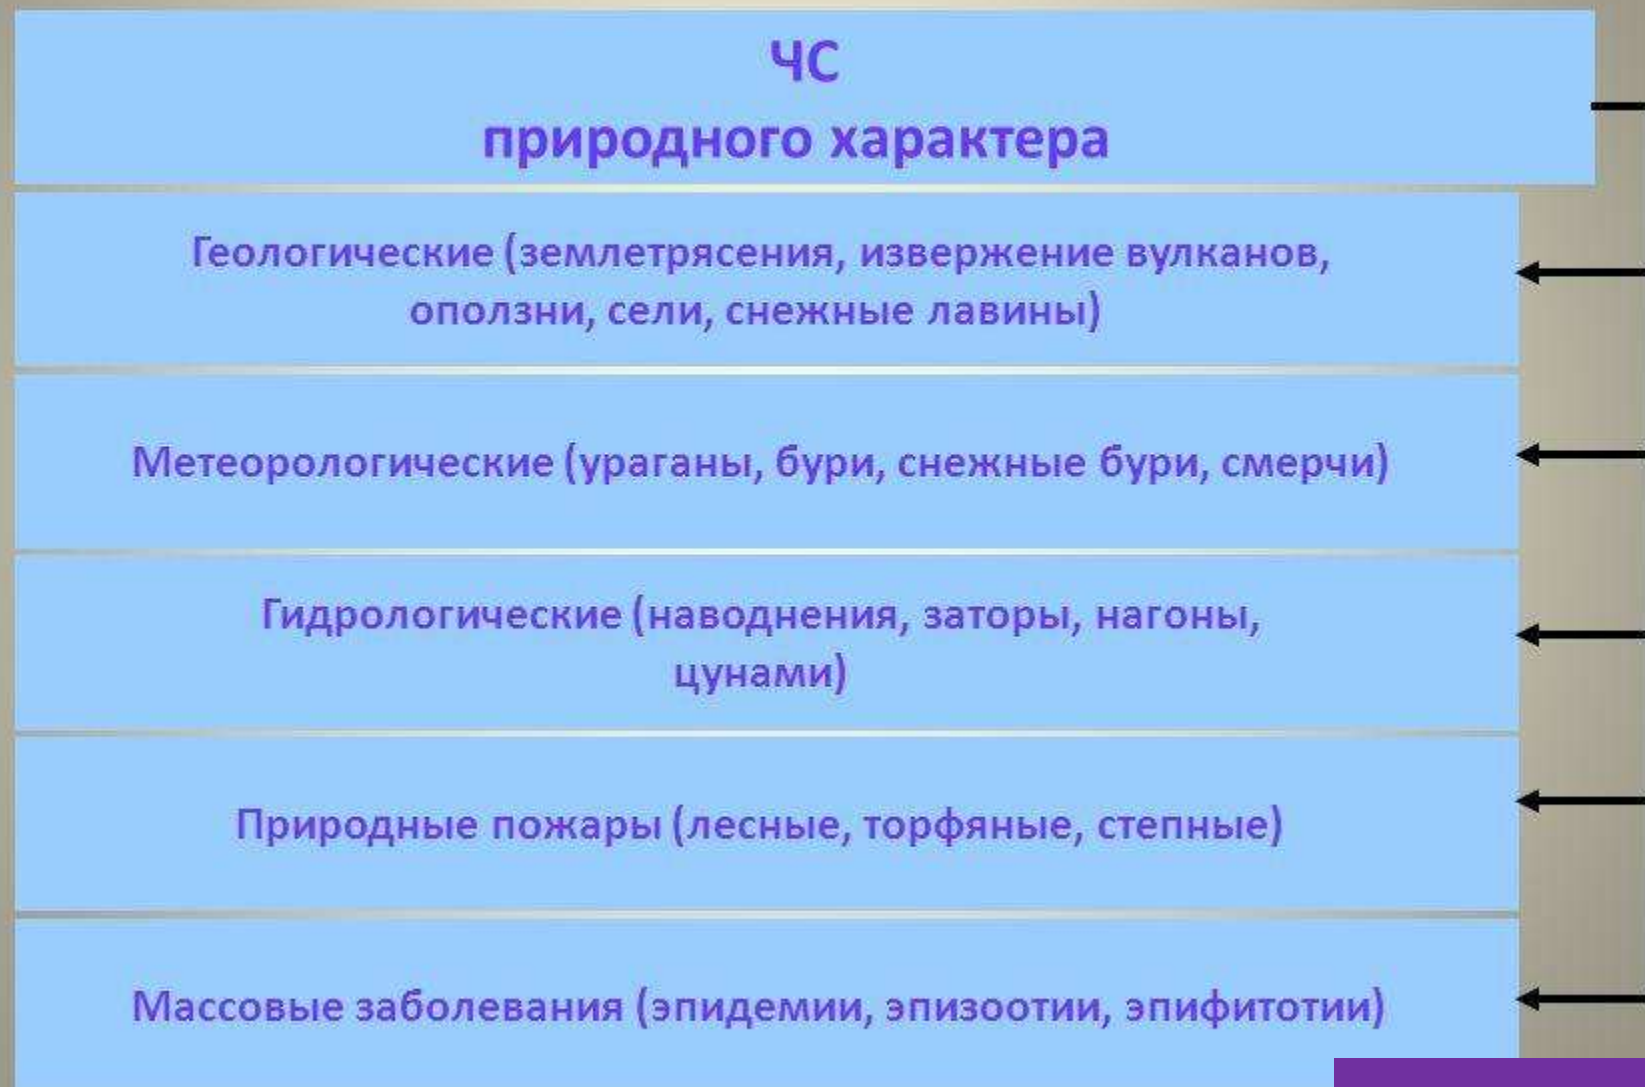 ЧС
природного характера
Геологические (землетрясения, извержение вулканов,
оползни, сели, снежные лавины)
Метеорологические (ураганы, бури, снежные бури, смерчи)
Гидрологические (наводнения, заторы, нагоны,
цунами)
Природные пожары (лесные, торфяные, степные)
Массовые заболевания (эпидемии, эпизоотии, эпифитотии)